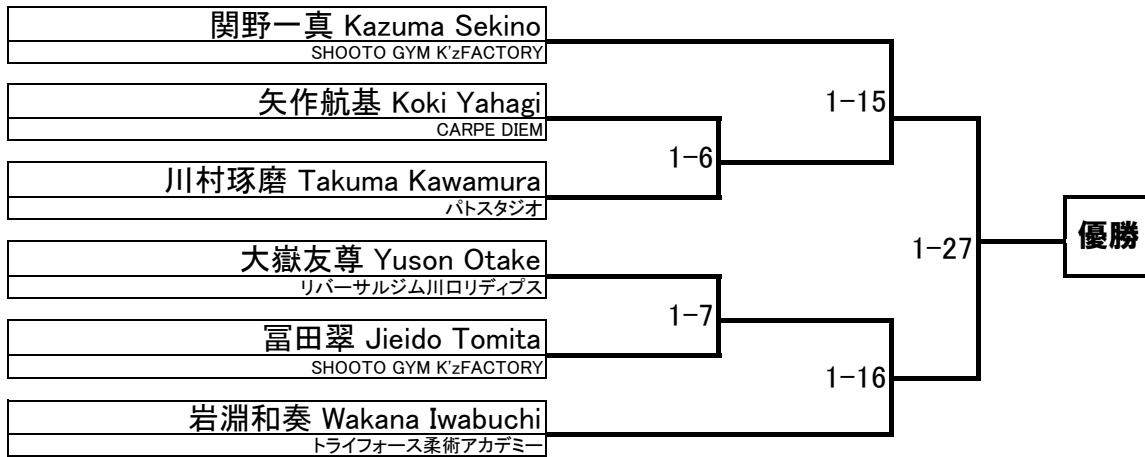 関野一真 Kazuma Sekino
SHOOTO GYM K'zFACTORY
矢作航基 Koki Yahagi
CARPE DIEM
川村琢磨 Takuma Kawamura
パトスタジオ
大嶽友尊 Yuson Otake
リバーサルジム川口リディプス
冨田翠 Jieido Tomita
SHOOTO GYM K'zFACTORY
岩淵和奏 Wakana Iwabuchi
トライフォース柔術アカデミー
1-15
1-6
1-7
1-16
1-27
優勝